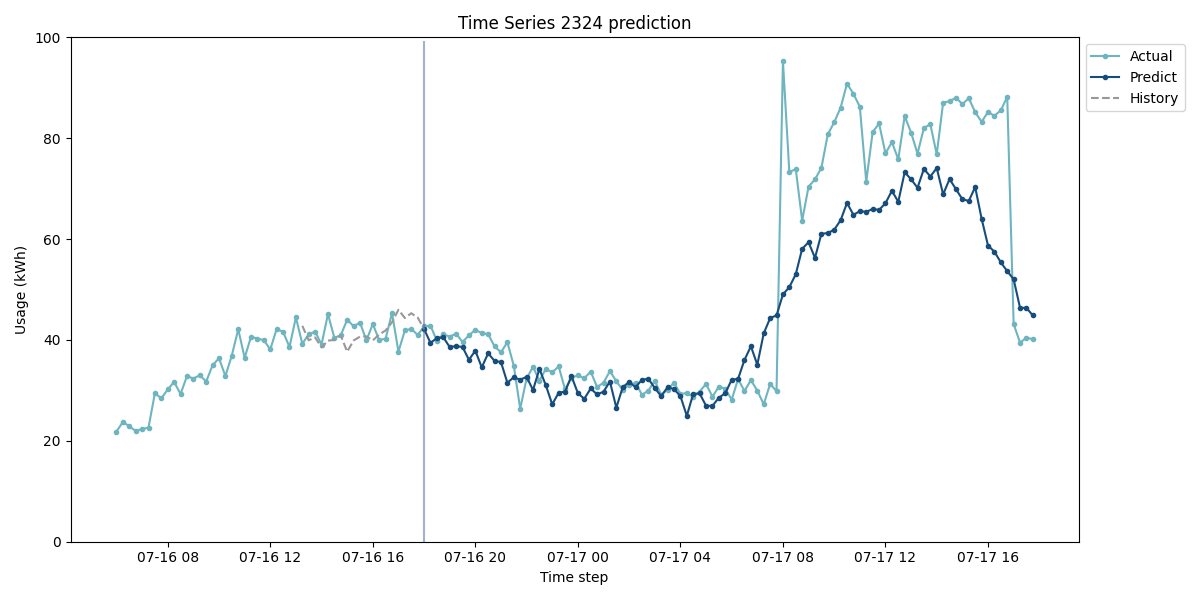 Time Series 2324 prediction
100
80
60
40
20
0
Usage (kWh)
07-16 08
07-16 12
07-16 16
07-16 20
07-17 00
07-17 04
07-17 08
07-17 12
07-17 16
Time step
Actual
Predict
History